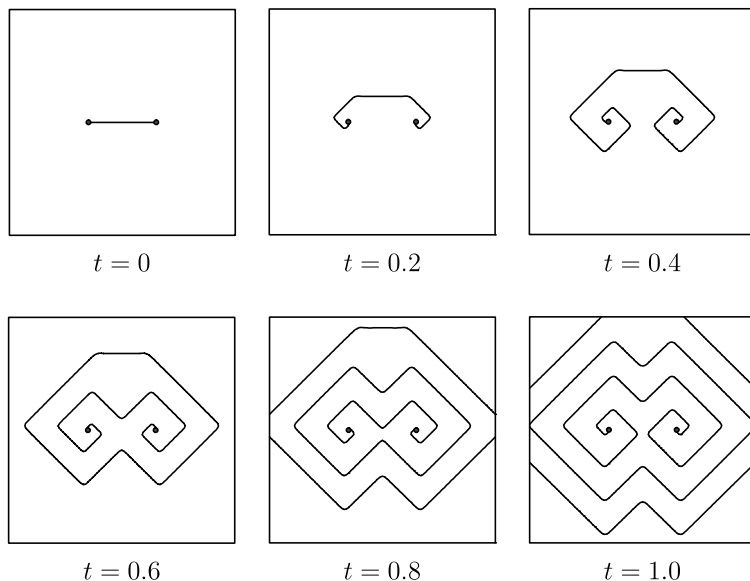 t = 0
t = 0.2
t = 0.4
t = 0.6
t = 0.8
t = 1.0